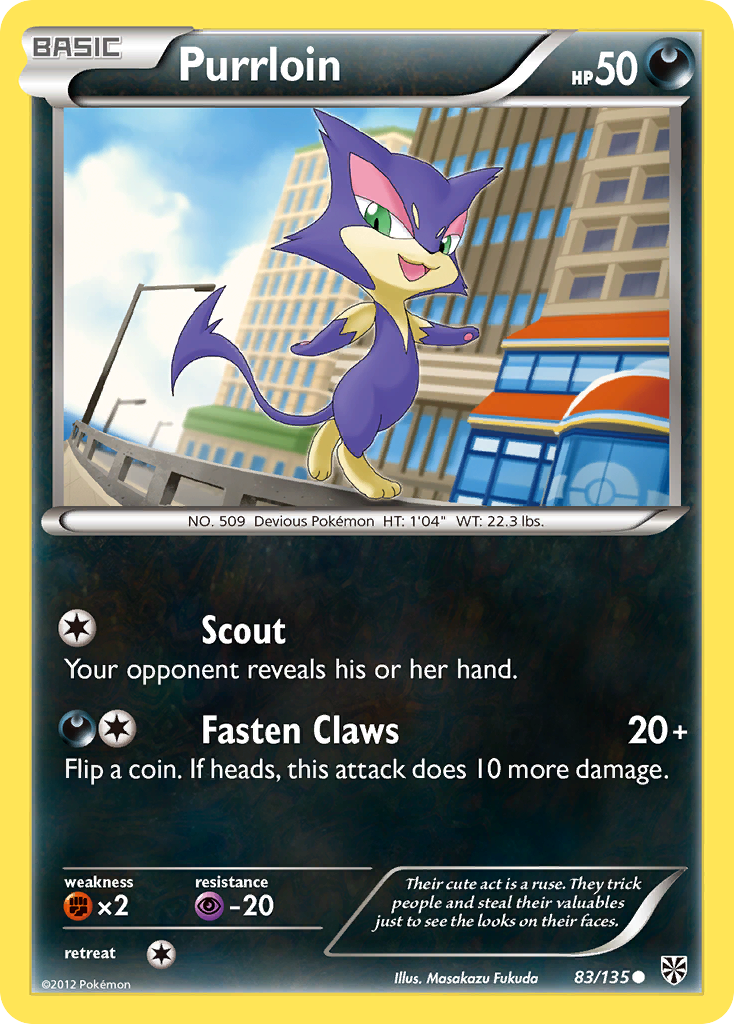 BASIC
Purrloin
HP50
NO. 509 Devious Pokémon HT: 1'04" WT: 22.3 lbs.
Scout
Your opponent reveals his or her hand.
Fasten Claws 20+
Flip a coin. If heads, this attack does 10 more damage.
weakness
×2
resistance
-20
retreat
Their cute act is a ruse. They trick
people and steal their valuables
just to see the looks on their faces.
©2012 Pokémon
Illus. Masakazu Fukuda
83/135